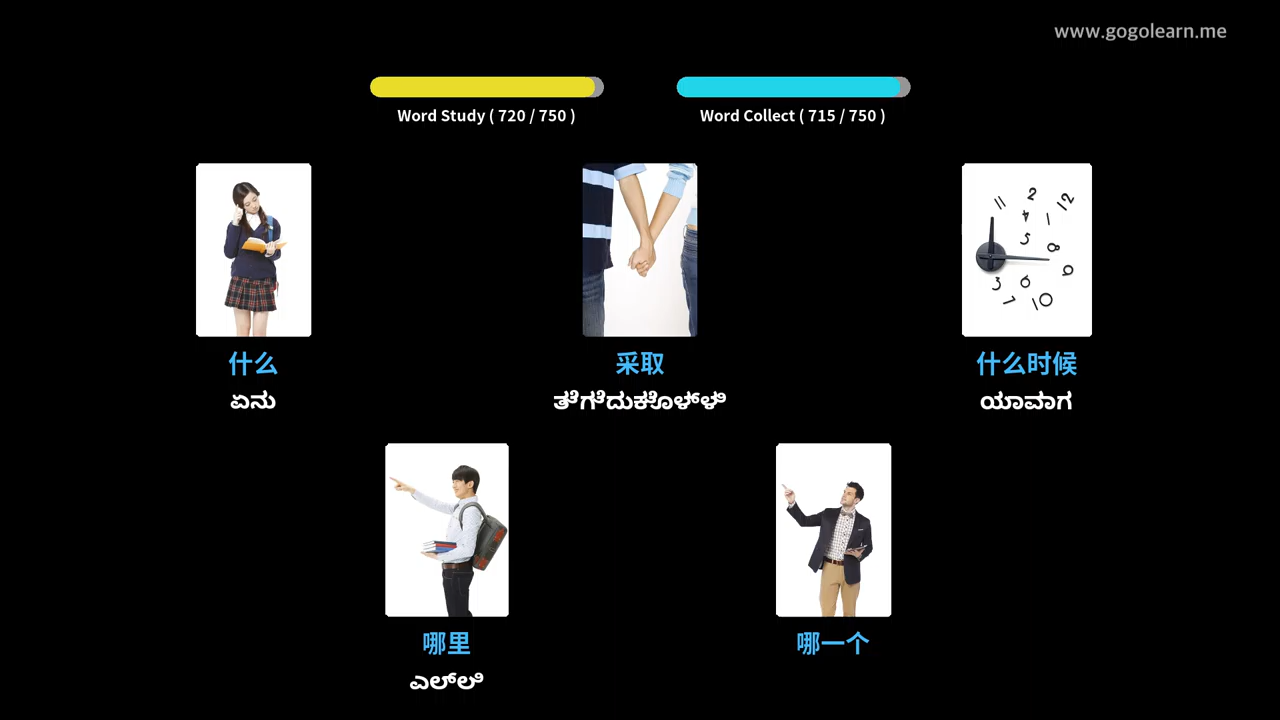 www.gogolearn.me
Word Study ( 720 / 750 )
Word Collect ( 715 / 750 )
什么
采取
什么时候
ಏನು
ತೆಗೆದುಕೊಳ್ಳಿ
ಯಾವಾಗ
哪里
哪一个
ಎಲ್ಲಿ